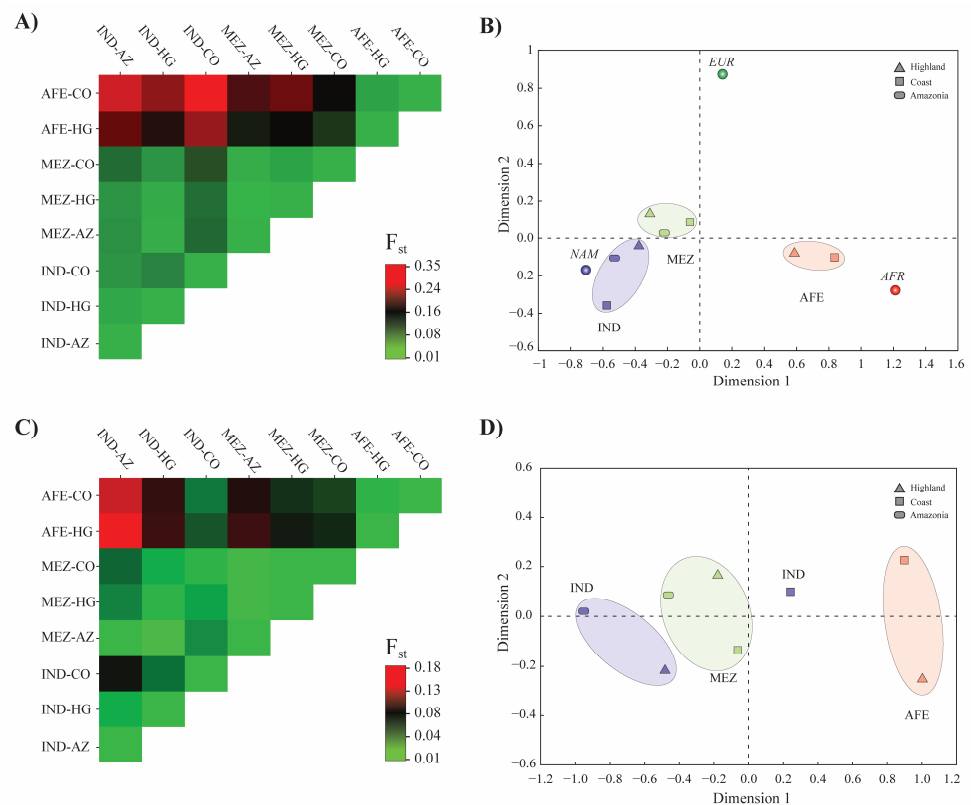 A)
IND-AZ
IND-HG
IND-CO
MEZ-AZ
MEZ-HG
MEZ-CO
AFE-HG
AFE-CO
AFE-CO
AFE-HG
MEZ-CO
MEZ-HG
MEZ-AZ
IND-CO
IND-HG
IND-AZ
Fst
0.35
0.24
0.16
0.08
0.01
B)
1
0.8
0.6
0.4
0.2
0.0
0.2
−0.4
−0.6
Dimension 2
EUR
Highland
Coast
Amazonia
NAM
MEZ
IND
AFE
AFR
−1
−0.8
−0.6
−0.4
−0.2
0.0
0.2
0.4
0.6
0.8
1.0
1.2
1.4
1.6
Dimension 1
C)
IND-AZ
IND-HG
IND-CO
MEZ-AZ
MEZ-HG
MEZ-CO
AFE-HG
AFE-CO
AFE-CO
AFE-HG
MEZ-CO
MEZ-HG
MEZ-AZ
IND-CO
IND-HG
IND-AZ
Fst
0.18
0.13
0.08
0.04
0.01
D)
0.6
0.4
0.2
0.0
−0.2
−0.4
−0.6
Dimension 2
Highland
Coast
Amazonia
IND
IND
MEZ
AFE
−1.2
−1.0
−0.8
−0.6
−0.4
−0.2
0.0
0.2
0.4
0.6
0.8
1.0
1.2
Dimension 1